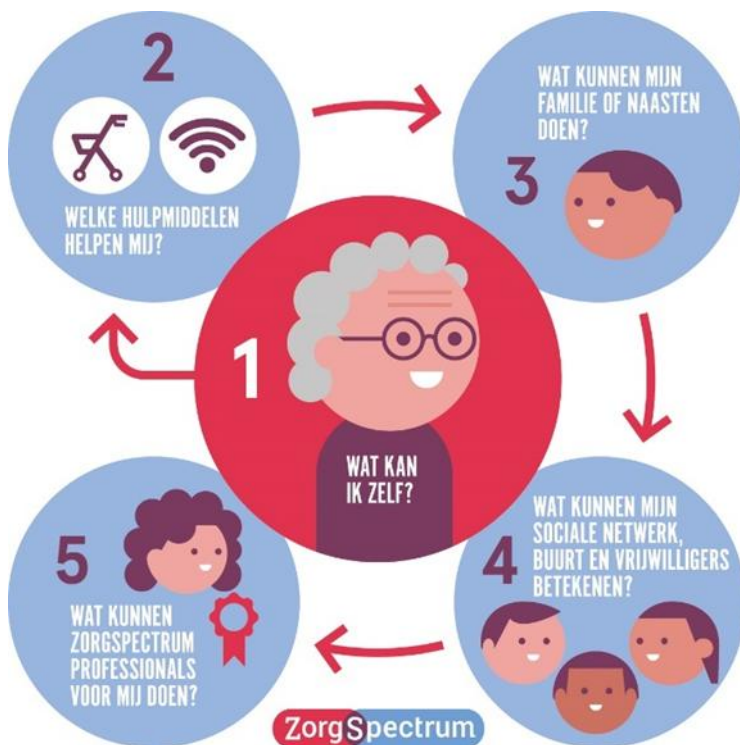 1
WAT KAN
IK ZELF?
2
WELKE HULPMIDDELEN
HELPEN MIJ?
WAT KUNNEN MIJN
FAMILIE OF NAASTEN
DOEN?
3
WAT KUNNEN MIJN
SOCIALE NETWERK,
BUURT EN VRIJWILLIGERS
BETEKENEN?
4
5
WAT KUNNEN
ZORGSPECTRUM
PROFESSIONALS
VOOR MIJ DOEN?
ZorgSpectrum